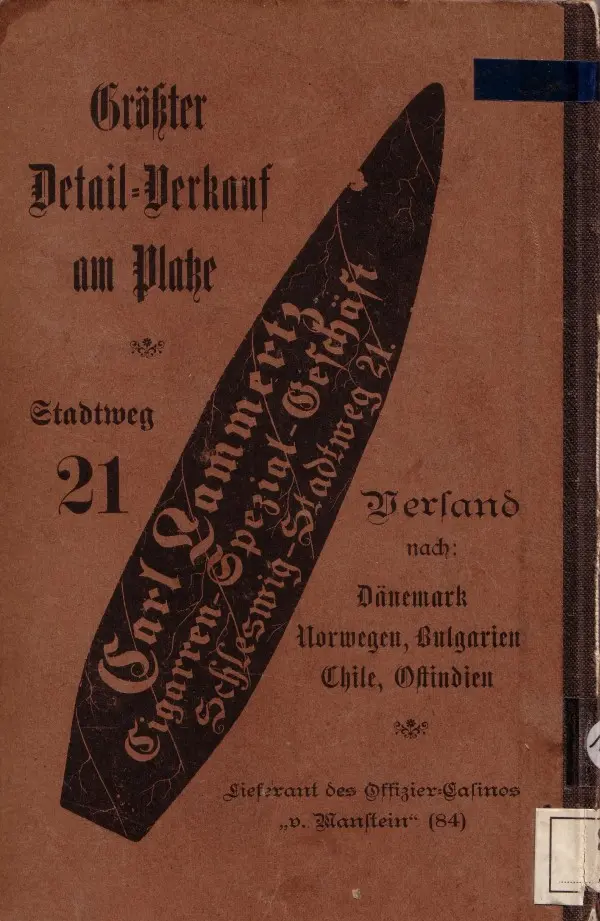 Größter
Detail-Verkauf
am Platze
Stadtweg
21
Carl Lammertz
Cigarren-Spezial-Geschäft
Schleswig-Stadtweg 21.
Versand
nach:
Dänemark
Norwegen, Bulgarien
Chile, Ostindien
Lieferant des Offizier-Casinos
„v. Manstein“ (84)